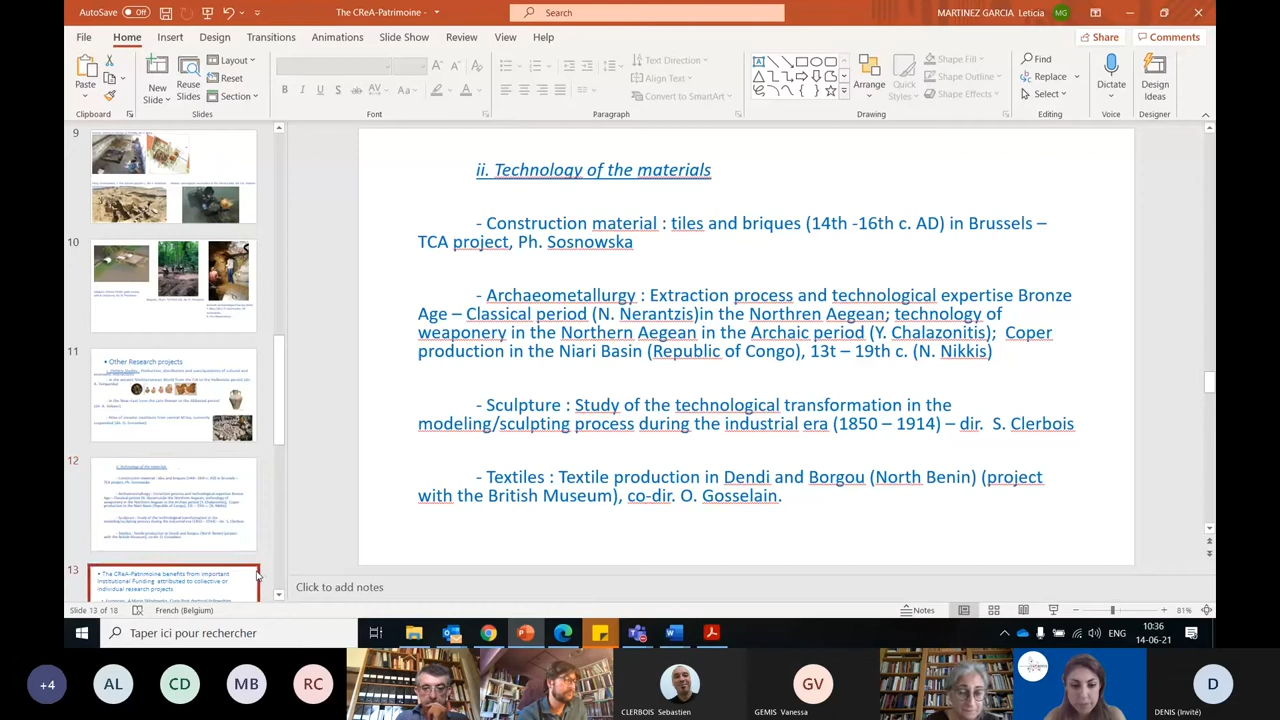 AutoSave Off
The CReA-Patrimoine -
Search
MARTINEZ GARCIA Leticia MG
File Home Insert Design Transitions Animations Slide Show Review View Help
Share Comments
Paste
New Slide
Reuse Slides
Layout
Reset
Section
Text Direction
Align Text
Convert to SmartArt
Arrange
Quick Styles
Shape Fill
Shape Outline
Shape Effects
Find
Replace
Select
Dictate
Design Ideas
Clipboard Slides Font Paragraph Drawing Editing Voice Designer
9
10
11
• Other Research projects
12
13
• The CReA-Patrimoine benefits from important
Institutional Funding attributed to collective or
individual research projects
ii. Technology of the materials
- Construction material : tiles and briques (14th -16th c. AD) in Brussels –
TCA project, Ph. Sosnowska
- Archaeometallurgy : Extraction process and technological expertise Bronze
Age – Classical period (N. Nerantzis)in the Northren Aegean; technology of
weaponery in the Northern Aegean in the Archaic period (Y. Chalazonitis); Coper
production in the Niari Basin (Republic of Congo), 13t – 19th c. (N. Nikkis)
- Sculpture : Study of the technological transformation in the
modeling/sculpting process during the industrial era (1850 – 1914) – dir. S. Clerbois
- Textiles : Textile production in Dendi and Borgou (North Benin) (project
with the British Museum), co-dir. O. Gosselain.
Click to add notes
Slide 13 of 18 French (Belgium) Notes 81%
Taper ici pour rechercher
ENG
10:36
14-06-21
+4 AL CD MB RC GV D
CLERBOIS Sebastien GEMIS Vanessa DENIS (Invité)